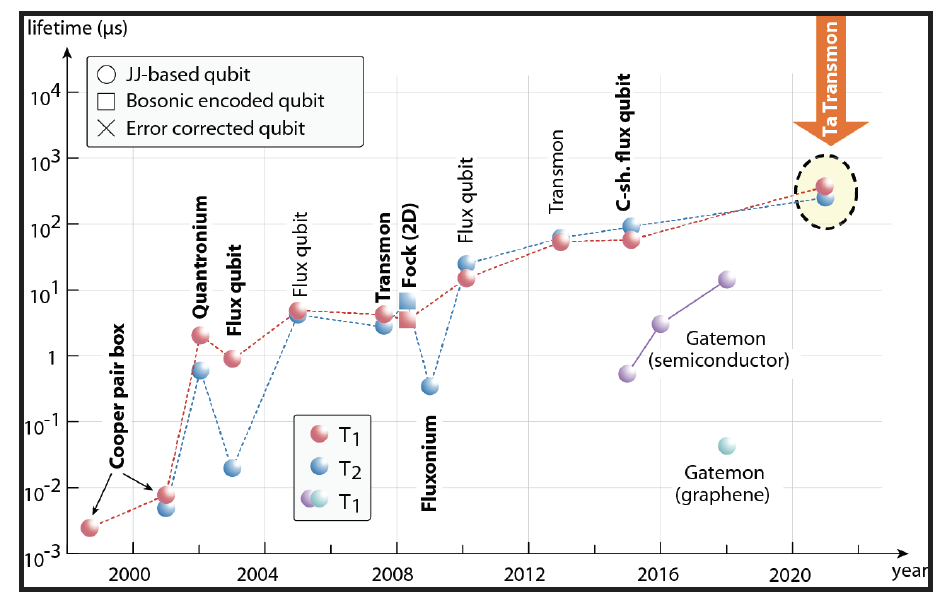 lifetime (μs)
JJ-based qubit
Bosonic encoded qubit
Error corrected qubit
10⁴
10³
10²
10¹
1
10⁻¹
10⁻²
10⁻³
Cooper pair box
Quantronium
Flux qubit
Flux qubit
Transmon
Fock (2D)
Fluxonium
Flux qubit
Transmon
C-sh. flux qubit
Ta Transmon
Gatemon
(semiconductor)
Gatemon
(graphene)
T₁
T₂
T₁
2000
2004
2008
2012
2016
2020
year